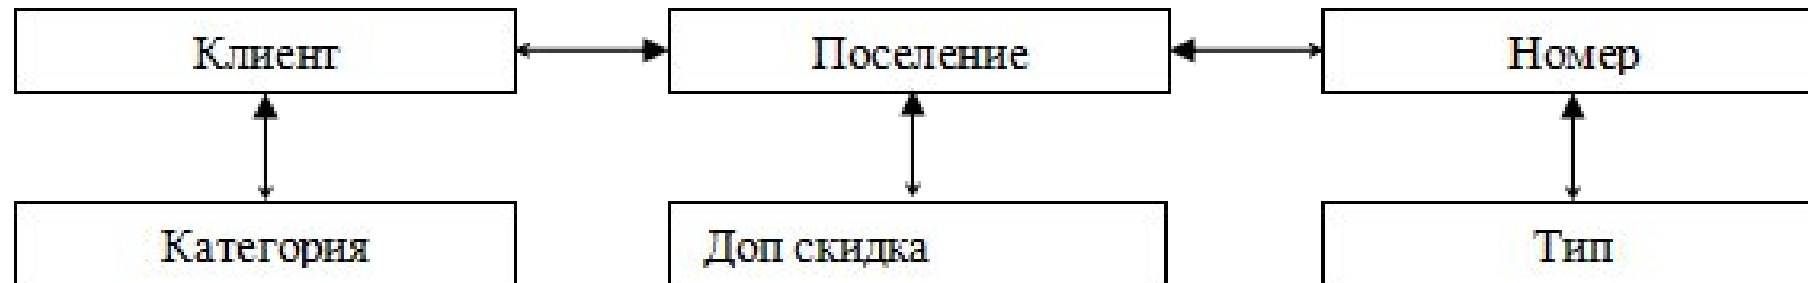 Клиент
Поселение
Номер
Категория
Доп скидка
Тип